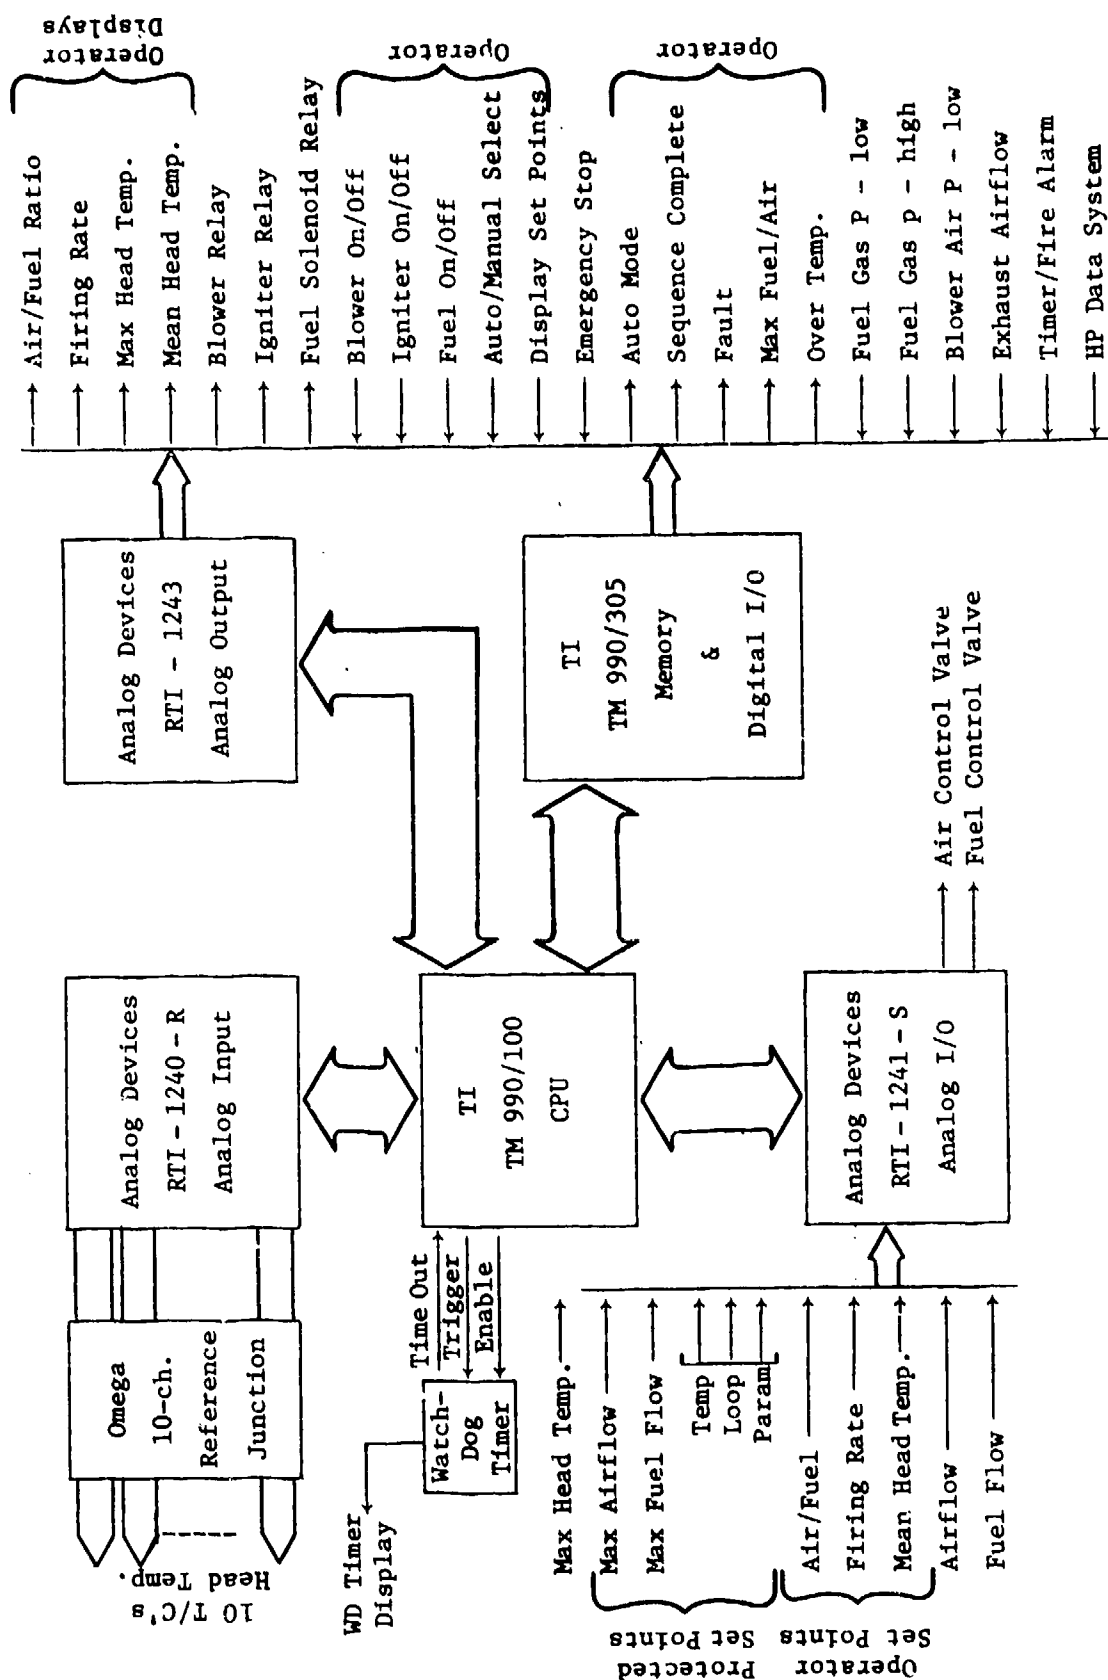 10 T/C's
Head Temp.
Omega
10-ch.
Reference
Junction
Analog Devices
RTI - 1240 - R
Analog Input
Analog Devices
RTI - 1243
Analog Output
WD Timer
Display
Watch-
Dog
Timer
Time Out
Trigger
Enable
TI
TM 990/100
CPU
TI
TM 990/305
Memory
&
Digital I/O
Protected
Set Points
Operator
Set Points
Max Head Temp.
Max Airflow
Max Fuel Flow
Temp
Loop
Param
Air/Fuel
Firing Rate
Mean Head Temp.
Airflow
Fuel Flow
Analog Devices
RTI - 1241 - S
Analog I/O
Air Control Valve
Fuel Control Valve
Air/Fuel Ratio
Firing Rate
Max Head Temp.
Mean Head Temp.
Blower Relay
Igniter Relay
Fuel Solenoid Relay
Blower On/Off
Igniter On/Off
Fuel On/Off
Auto/Manual Select
Display Set Points
Emergency Stop
Auto Mode
Sequence Complete
Fault
Max Fuel/Air
Over Temp.
Fuel Gas P - low
Fuel Gas p - high
Blower Air P - low
Exhaust Airflow
Timer/Fire Alarm
HP Data System
Operator
Displays
Operator
Operator